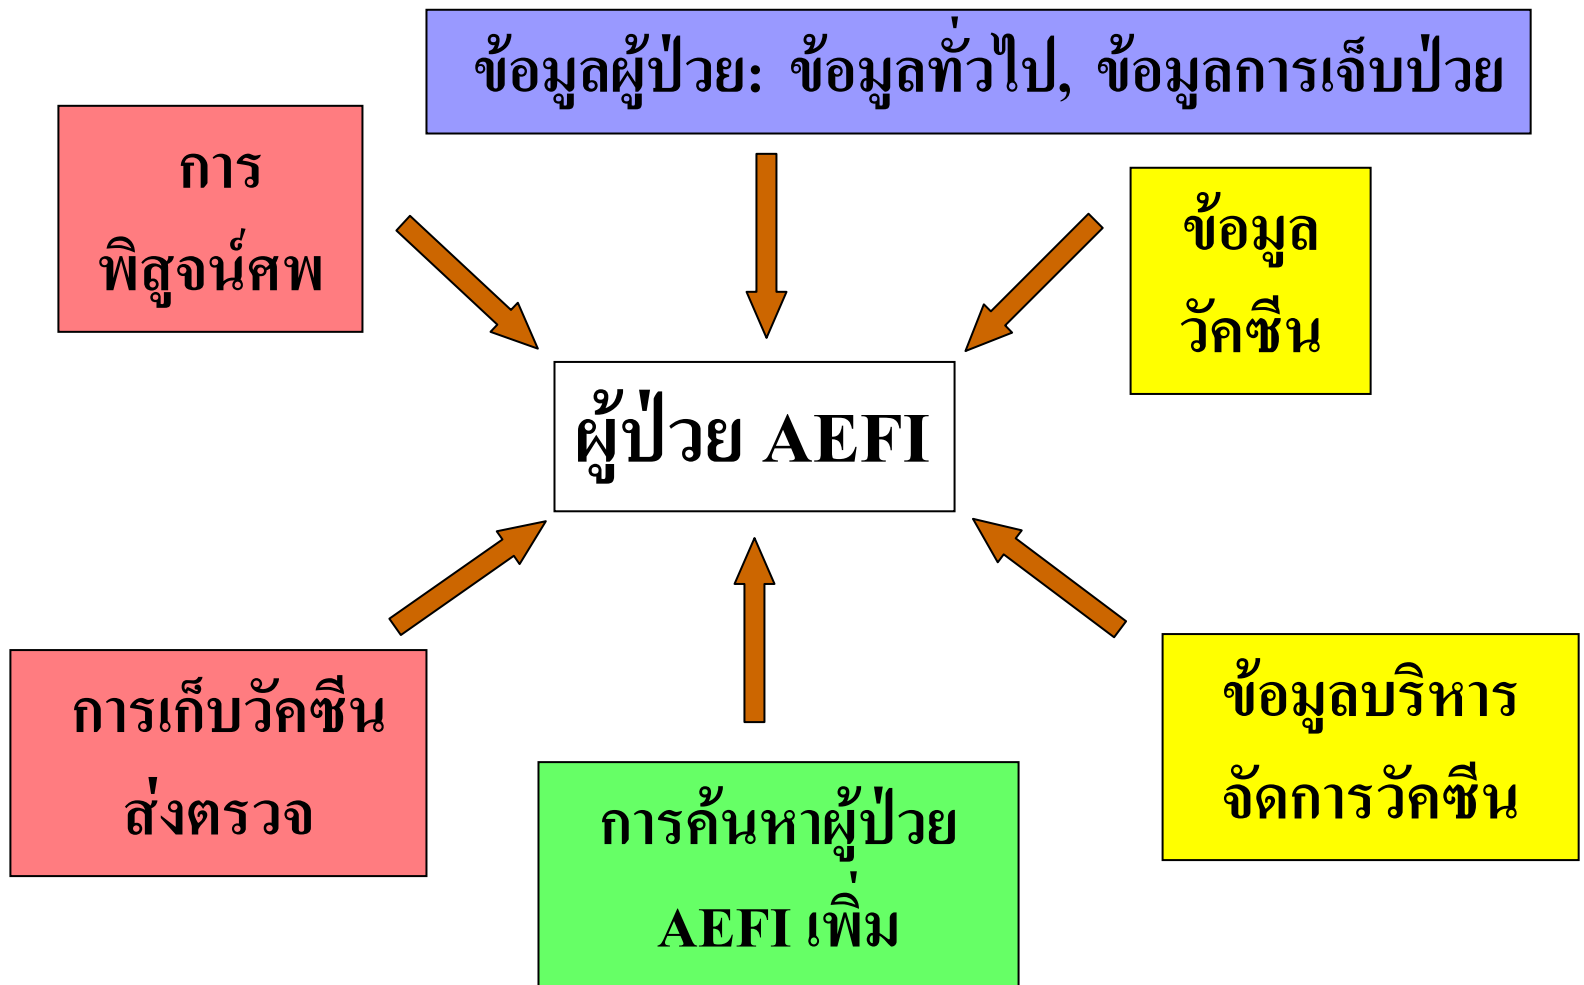 ข้อมูลผู้ป่วย: ข้อมูลทั่วไป, ข้อมูลการเจ็บป่วย
การ
พิสูจน์ศพ
ข้อมูล
วัคซีน
ผู้ป่วย AEFI
การเก็บวัคซีน
ส่งตรวจ
การค้นหาผู้ป่วย
AEFI เพิ่ม
ข้อมูลบริหาร
จัดการวัคซีน